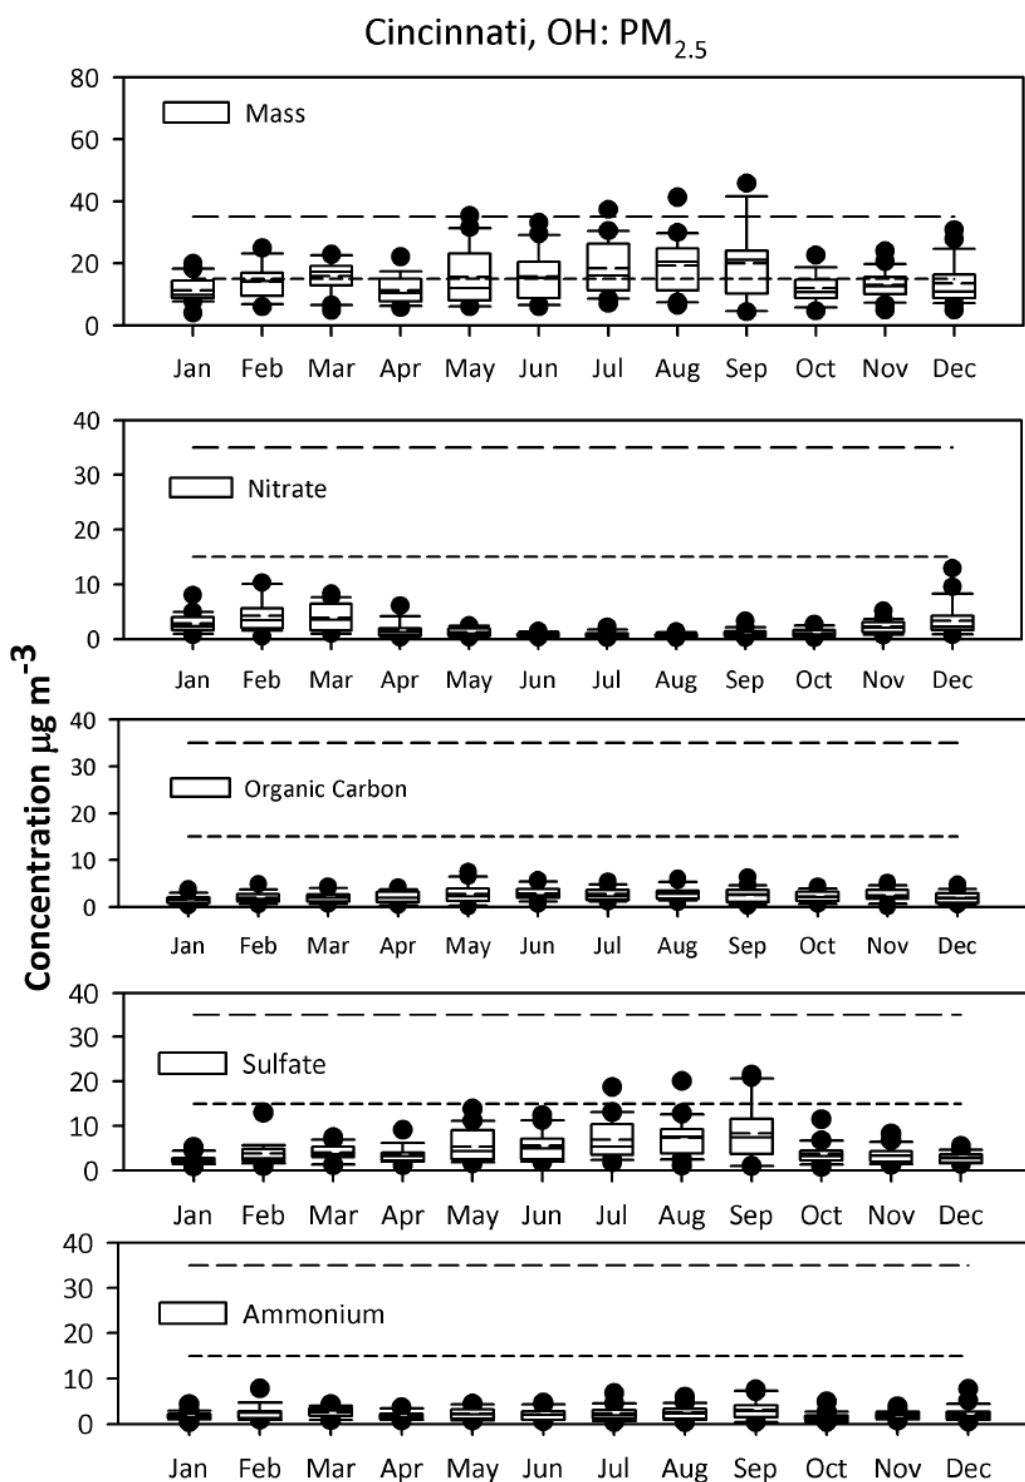 Cincinnati, OH: PM2.5
80
Mass
60
40
20
0
Jan Feb Mar Apr May Jun Jul Aug Sep Oct Nov Dec
40
30
Nitrate
20
10
0
Jan Feb Mar Apr May Jun Jul Aug Sep Oct Nov Dec
Concentration µg m-3
40
30
Organic Carbon
20
10
0
Jan Feb Mar Apr May Jun Jul Aug Sep Oct Nov Dec
40
30
Sulfate
20
10
0
Jan Feb Mar Apr May Jun Jul Aug Sep Oct Nov Dec
40
30
Ammonium
20
10
0
Jan Feb Mar Apr May Jun Jul Aug Sep Oct Nov Dec